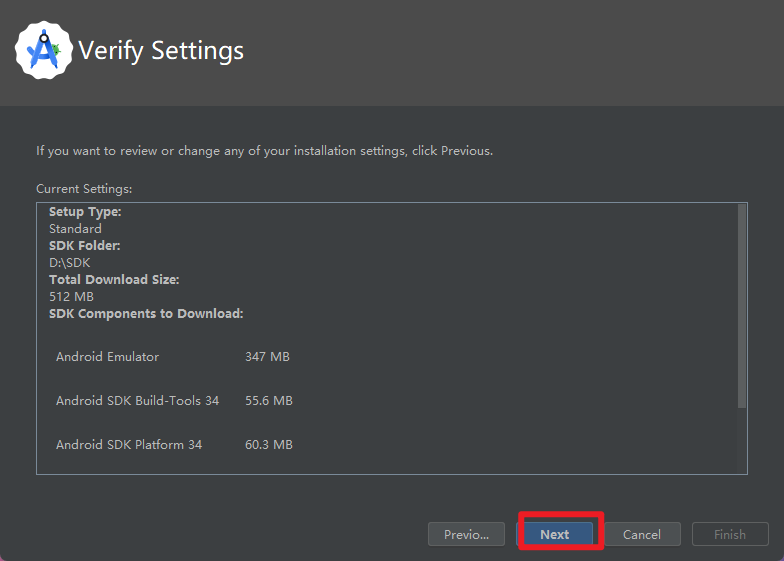 Verify Settings
If you want to review or change any of your installation settings, click Previous.
Current Settings:
Setup Type:
Standard
SDK Folder:
D:\SDK
Total Download Size:
512 MB
SDK Components to Download:
Android Emulator 347 MB
Android SDK Build-Tools 34 55.6 MB
Android SDK Platform 34 60.3 MB
Previo... Next Cancel Finish